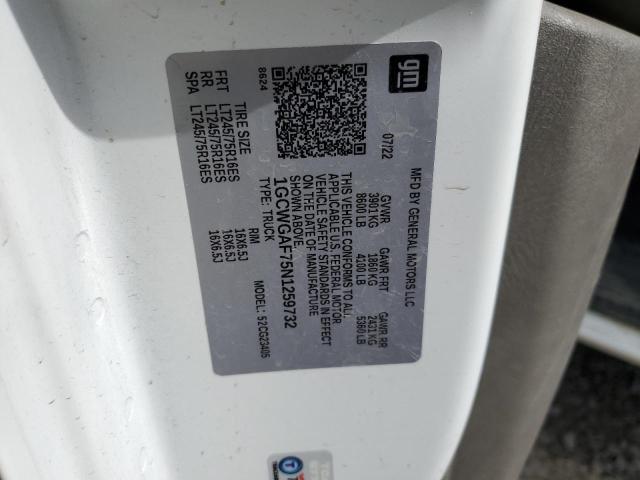 gm
MFD BY GENERAL MOTORS LLC
07/22
GVWR GAWR FRT GAWR RR
3901 KG 1860 KG 2431 KG
8600 LB 4100 LB 5360 LB
THIS VEHICLE CONFORMS TO ALL
APPLICABLE U.S. FEDERAL MOTOR
VEHICLE SAFETY STANDARDS IN EFFECT
ON THE DATE OF MANUFACTURE
SHOWN ABOVE.
1GCWGAF75N1259732
8624 TYPE: TRUCK MODEL: 52CG23405
TIRE SIZE RIM
FRT LT245/75R16ES 16X6.5J
RR LT245/75R16ES 16X6.5J
SPA LT245/75R16ES 16X6.5J